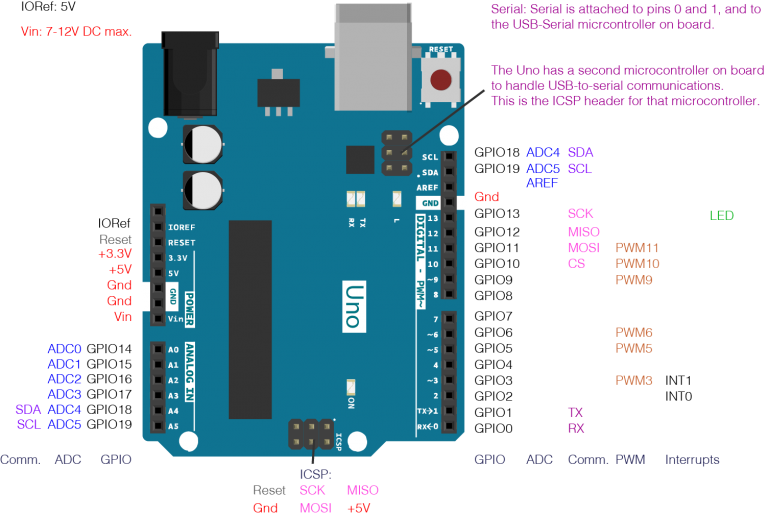 IORef: 5V
Vin: 7-12V DC max.
Serial: Serial is attached to pins 0 and 1, and to
the USB-Serial mircontroller on board.
The Uno has a second microcontroller on board
to handle USB-to-serial communications.
This is the ICSP header for that microcontroller.
RESET
SCL
SDA
AREF
GND
13
12
11
10
~9
8
7
~6
~5
4
~3
2
TX→1
RX←0
DIGITAL - PWM~
RX
TX
L
Uno
ON
ICSP
IOREF
RESET
3.3V
5V
GND
Vin
POWER
A0
A1
A2
A3
A4
A5
ANALOG IN
IORef
Reset
+3.3V
+5V
Gnd
Gnd
Vin
ADC0 GPIO14
ADC1 GPIO15
ADC2 GPIO16
ADC3 GPIO17
SDA ADC4 GPIO18
SCL ADC5 GPIO19
Comm. ADC GPIO
GPIO18 ADC4 SDA
GPIO19 ADC5 SCL
AREF
Gnd
GPIO13 SCK LED
GPIO12 MISO
GPIO11 MOSI PWM11
GPIO10 CS PWM10
GPIO9 PWM9
GPIO8
GPIO7
GPIO6 PWM6
GPIO5 PWM5
GPIO4
GPIO3 PWM3 INT1
GPIO2 INT0
GPIO1 TX
GPIO0 RX
GPIO ADC Comm. PWM Interrupts
ICSP:
Reset SCK MISO
Gnd MOSI +5V